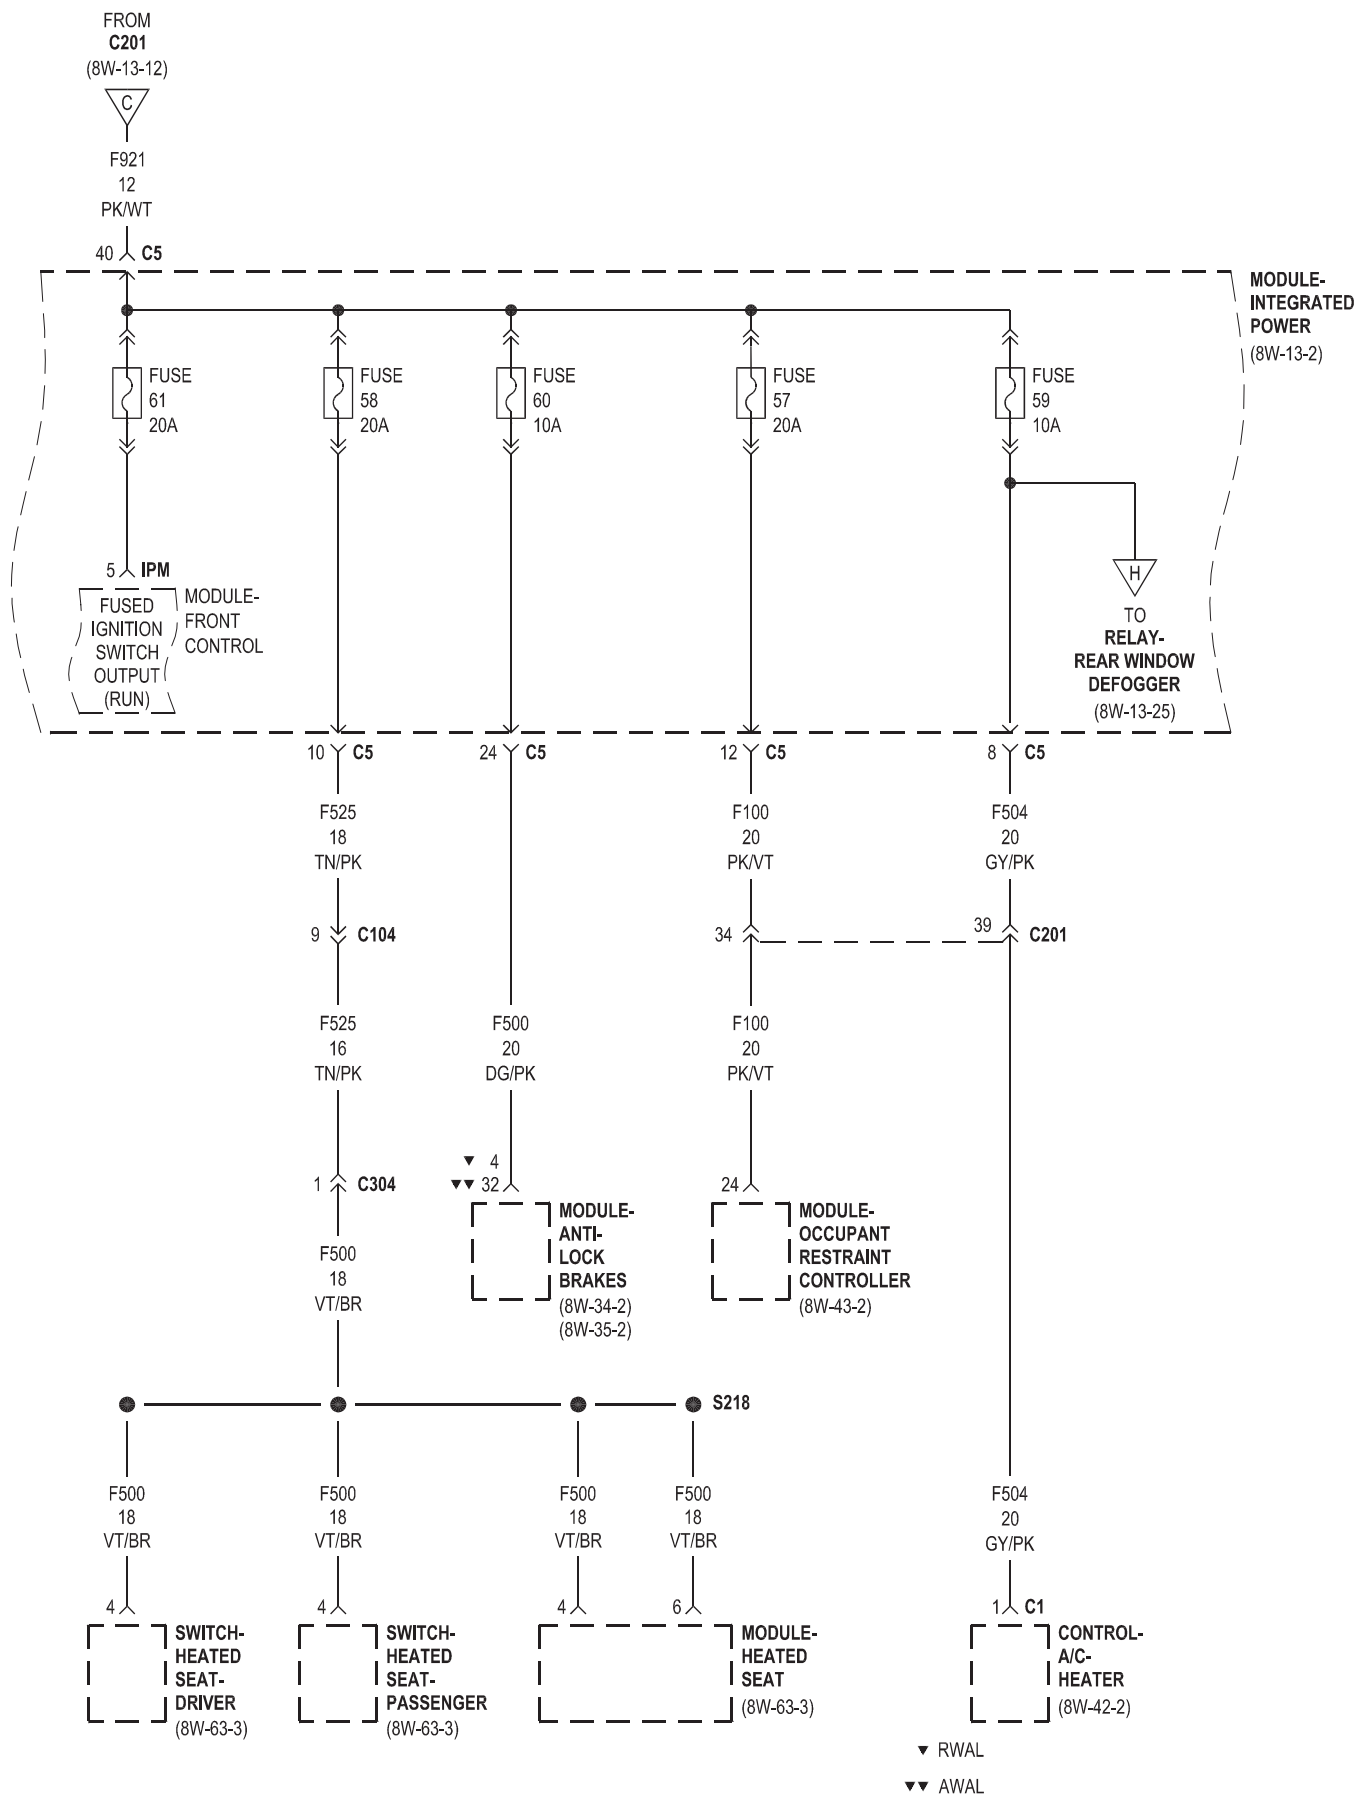 FROM
C201
(8W-13-12)
C
F921
12
PK/WT
40 C5
MODULE-
INTEGRATED
POWER
(8W-13-2)
FUSE
61
20A
FUSE
58
20A
FUSE
60
10A
FUSE
57
20A
FUSE
59
10A
5 IPM
FUSED
IGNITION
SWITCH
OUTPUT
(RUN)
MODULE-
FRONT
CONTROL
H
TO
RELAY-
REAR WINDOW
DEFOGGER
(8W-13-25)
10 C5
24 C5
12 C5
8 C5
F525
18
TN/PK
F100
20
PK/VT
F504
20
GY/PK
9 C104
34
39 C201
F525
16
TN/PK
F500
20
DG/PK
F100
20
PK/VT
1 C304
▼ 4
▼▼ 32
24
MODULE-
ANTI-
LOCK
BRAKES
(8W-34-2)
(8W-35-2)
MODULE-
OCCUPANT
RESTRAINT
CONTROLLER
(8W-43-2)
F500
18
VT/BR
S218
F500
18
VT/BR
F500
18
VT/BR
F500
18
VT/BR
F500
18
VT/BR
F504
20
GY/PK
4
4
4
6
1 C1
SWITCH-
HEATED
SEAT-
DRIVER
(8W-63-3)
SWITCH-
HEATED
SEAT-
PASSENGER
(8W-63-3)
MODULE-
HEATED
SEAT
(8W-63-3)
CONTROL-
A/C-
HEATER
(8W-42-2)
▼ RWAL
▼▼ AWAL